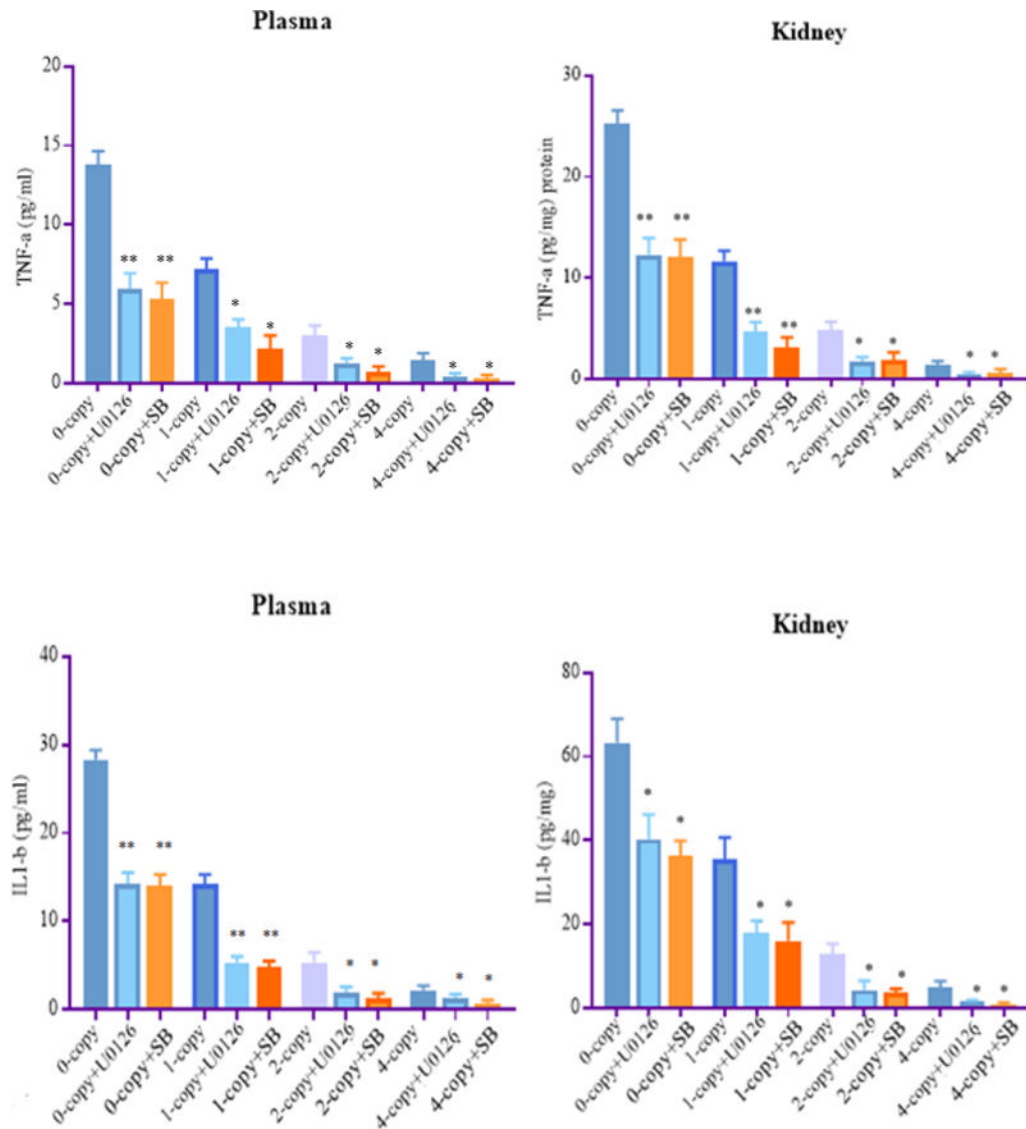 Plasma
20
15
10
5
0
TNF-a (pg/ml)
** ** * * * * * *
0-copy
0-copy+U0126
0-copy+SB
1-copy
1-copy+U0126
1-copy+SB
2-copy
2-copy+U0126
2-copy+SB
4-copy
4-copy+U0126
4-copy+SB
Kidney
30
20
10
0
TNF-a (pg/mg) protein
** ** ** ** * * * *
0-copy
0-copy+U0126
0-copy+SB
1-copy
1-copy+U0126
1-copy+SB
2-copy
2-copy+U0126
2-copy+SB
4-copy
4-copy+U0126
4-copy+SB
Plasma
40
30
20
10
0
IL1-b (pg/ml)
** ** ** ** * * * *
0-copy
0-copy+U0126
0-copy+SB
1-copy
1-copy+U0126
1-copy+SB
2-copy
2-copy+U0126
2-copy+SB
4-copy
4-copy+U0126
4-copy+SB
Kidney
80
60
40
20
0
IL1-b (pg/mg)
* * * * * * * *
0-copy
0-copy+U0126
0-copy+SB
1-copy
1-copy+U0126
1-copy+SB
2-copy
2-copy+U0126
2-copy+SB
4-copy
4-copy+U0126
4-copy+SB